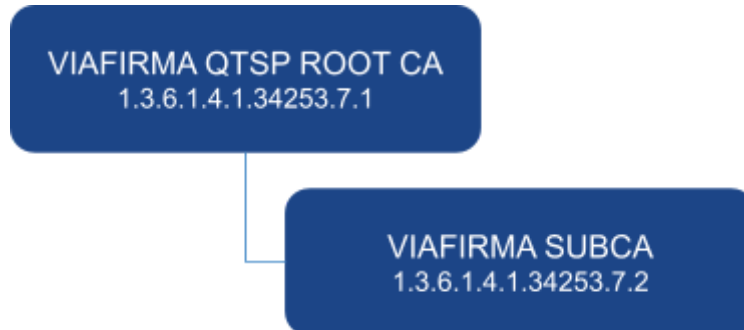 VIAFIRMA QTSP ROOT CA
1.3.6.1.4.1.34253.7.1
VIAFIRMA SUBCA
1.3.6.1.4.1.34253.7.2